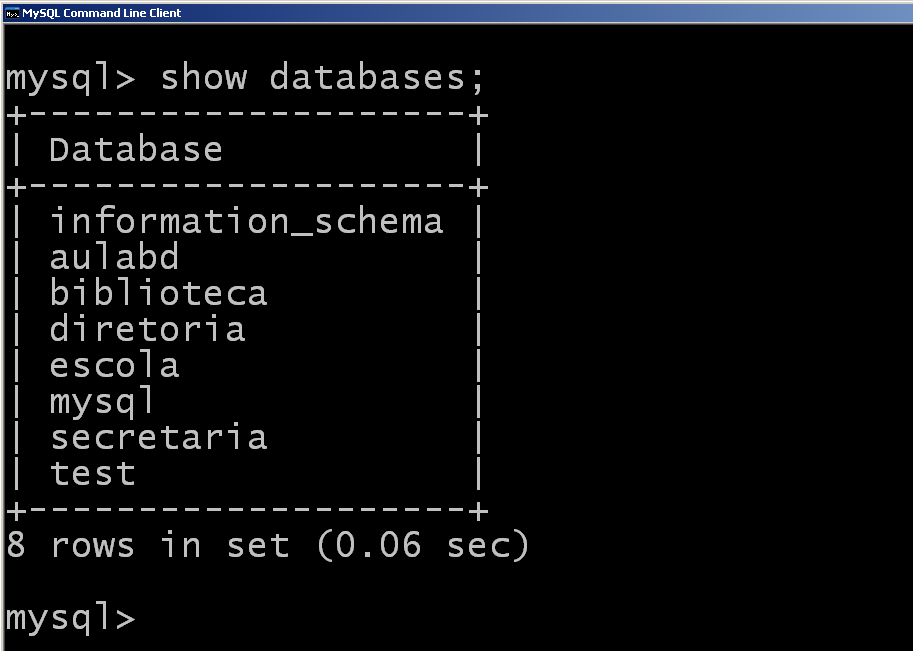 MySQL Command Line Client
mysql> show databases;
+--------------------+
| Database           |
+--------------------+
| information_schema |
| aulabd             |
| biblioteca         |
| diretoria          |
| escola             |
| mysql              |
| secretaria         |
| test               |
+--------------------+
8 rows in set (0.06 sec)
mysql>